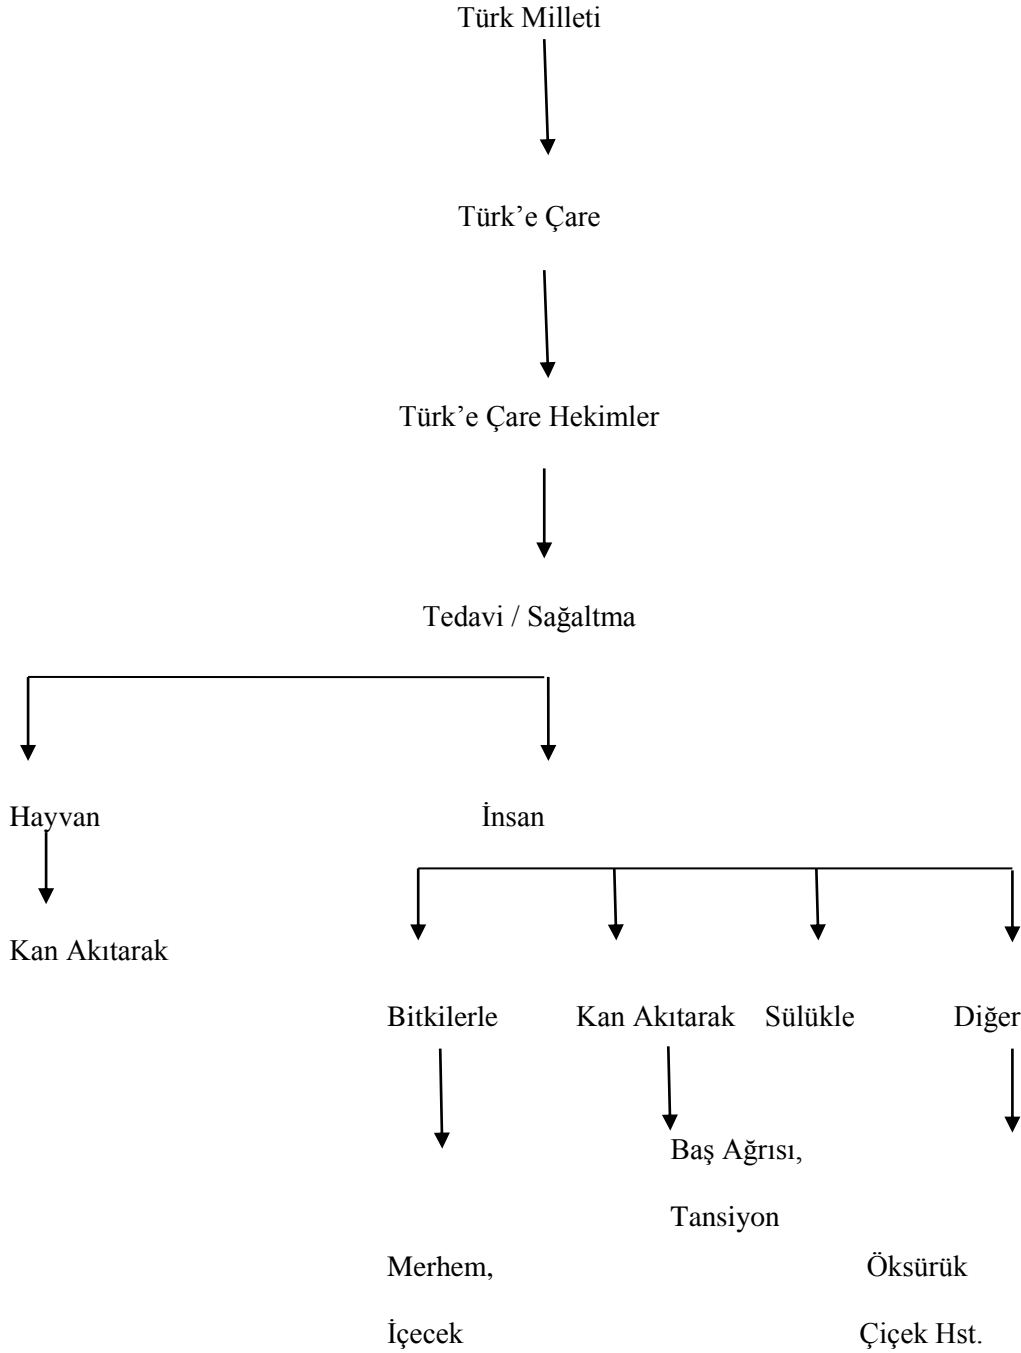 Türk Milleti
Türk’e Çare
Türk’e Çare Hekimler
Tedavi / Sağaltma
Hayvan İnsan
Kan Akıtarak
Bitkilerle Kan Akıtarak Sülükle Diğer
Baş Ağrısı,
Tansiyon
Merhem, Öksürük
İçecek Çiçek Hst.